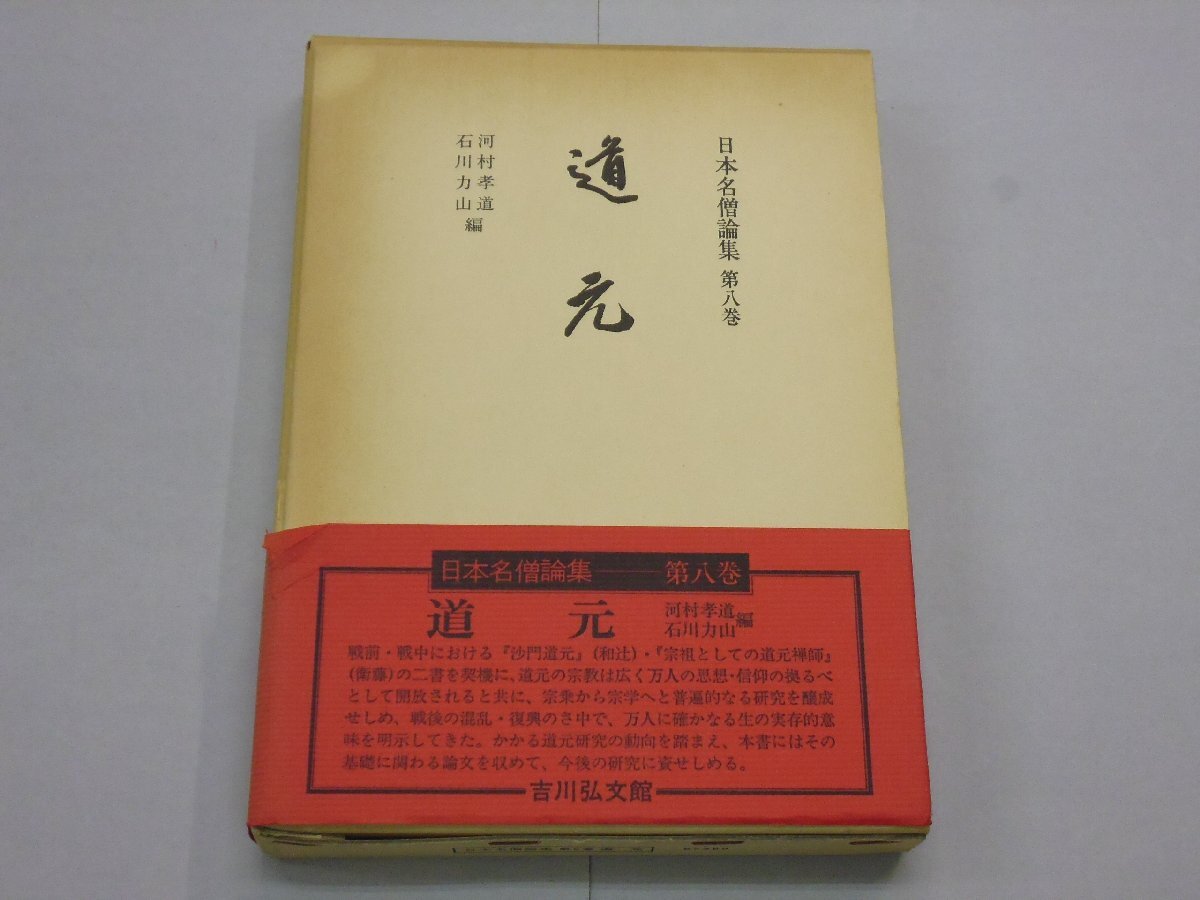 日本名僧論集 第八巻
道元
河村孝道
石川力山編
日本名僧論集――第八巻
道元
河村孝道
石川力山
編
戦前・戦中における『沙門道元』(和辻)・『宗祖としての道元禅師』
(衛藤)の二書を契機に、道元の宗教は広く万人の思想・信仰の拠るべ
として開放されると共に、宗乗から宗学へと普遍的なる研究を醸成
せしめ、戦後の混乱・復興のさ中で、万人に確かなる生の実存的意
味を明示してきた。かかる道元研究の動向を踏まえ、本書にはその
基礎に関わる論文を収めて、今後の研究に資せしめる。
吉川弘文館